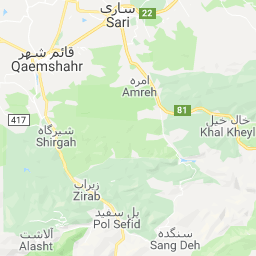 22
ساری
Sari
قائم شهر
Qaemshahr
امره
Amreh
81
417
خال خیل
Khal Kheyl
شیرگاه
Shirgah
زیراب
Zirab
پل سفید
Pol Sefid
آلاشت
Alasht
سنگده
Sang Deh